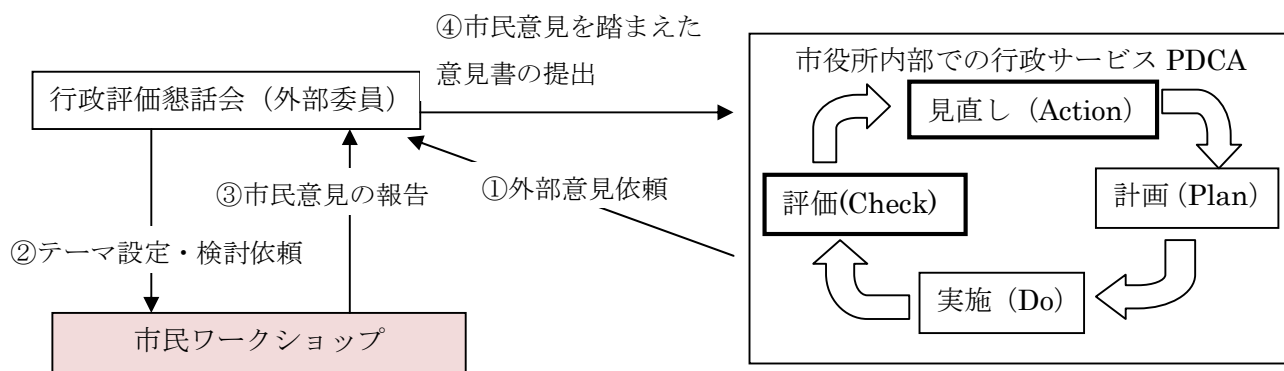 ④市民意見を踏まえた
意見書の提出
行政評価懇話会（外部委員）
③市民意見の報告
①外部意見依頼
②テーマ設定・検討依頼
市民ワークショップ
市役所内部での行政サービス PDCA
見直し（Action）
評価(Check)
計画 (Plan)
実施（Do）